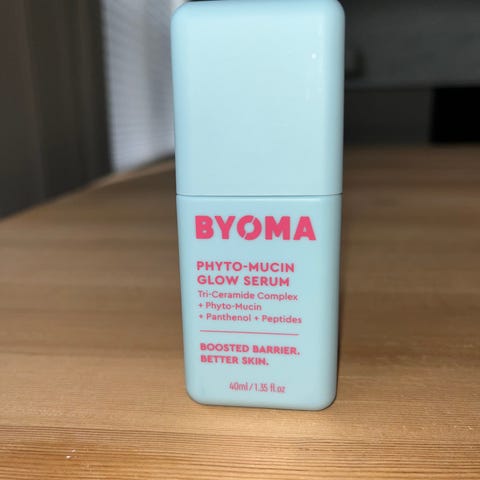 BYOMA
PHYTO-MUCIN
GLOW SERUM
Tri-Ceramide Complex
+ Phyto-Mucin
+ Panthenol + Peptides
BOOSTED BARRIER.
BETTER SKIN.
40ml/1.35 fl.oz